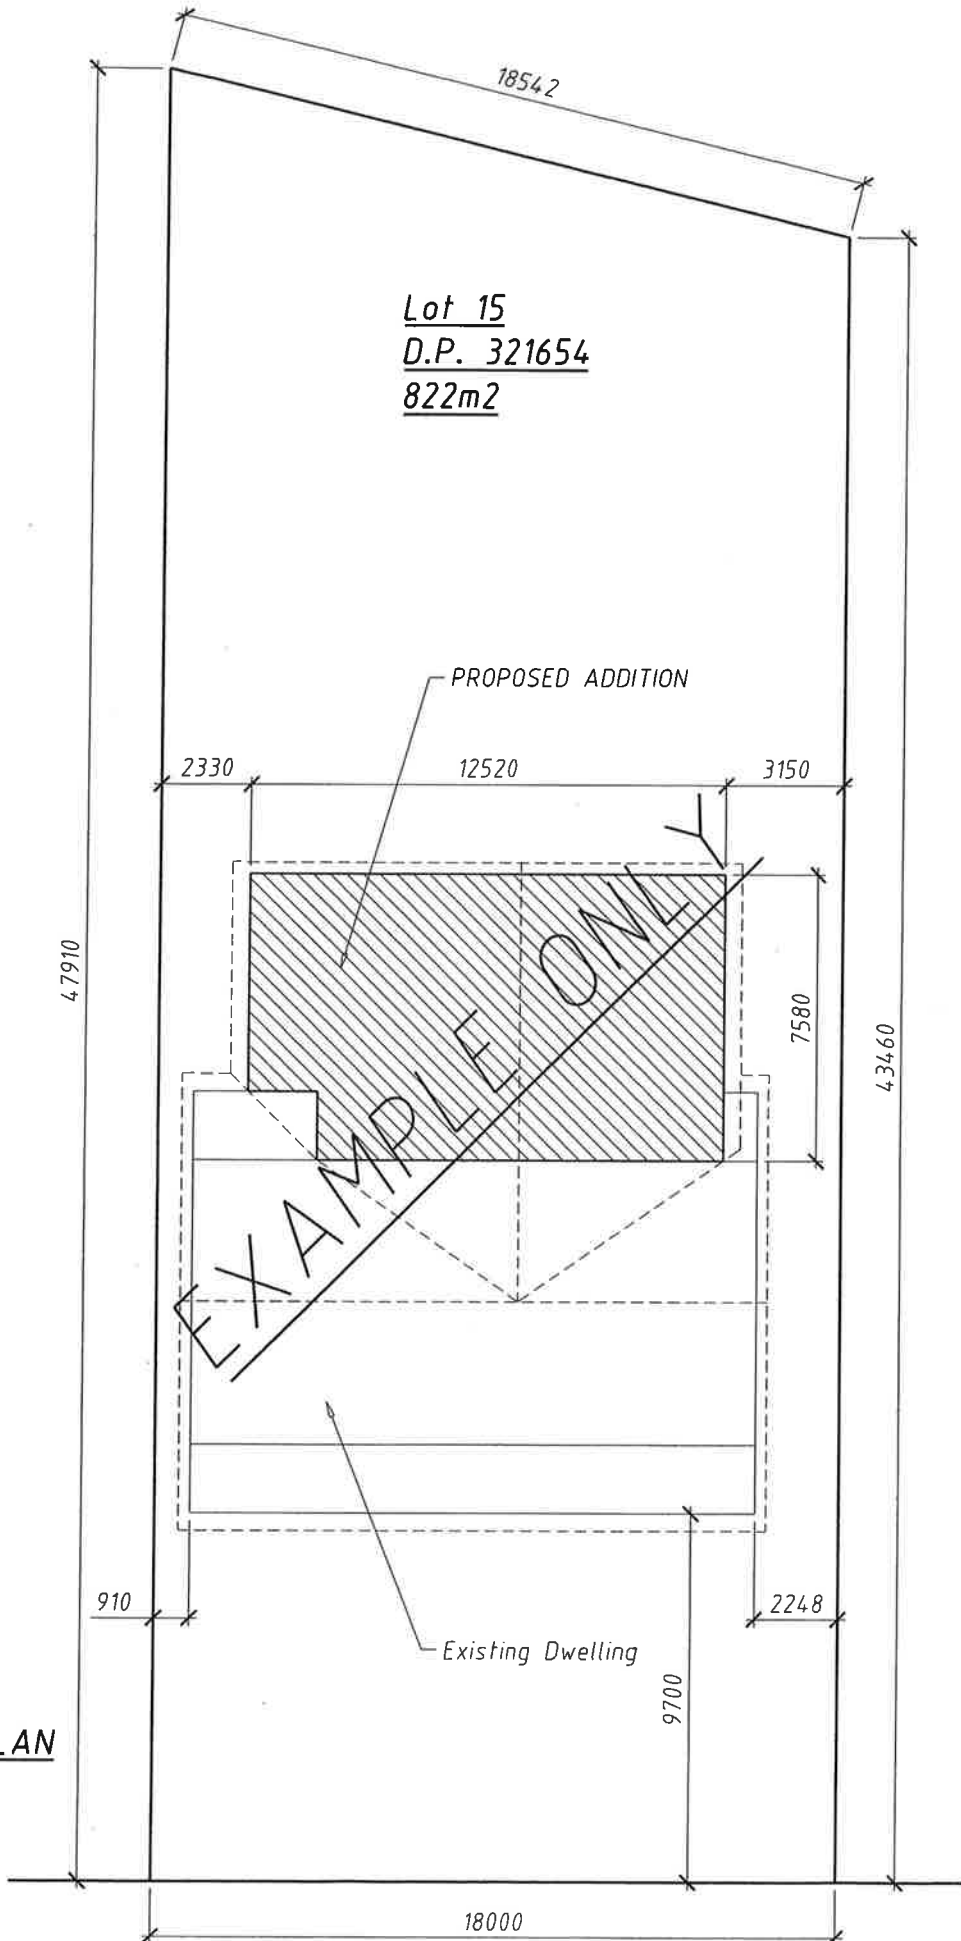 18542
Lot 15
D.P. 321654
822m2
PROPOSED ADDITION
2330
12520
3150
47910
7580
43460
EXAMPLE ONLY
910
2248
Existing Dwelling
9700
LAN
18000